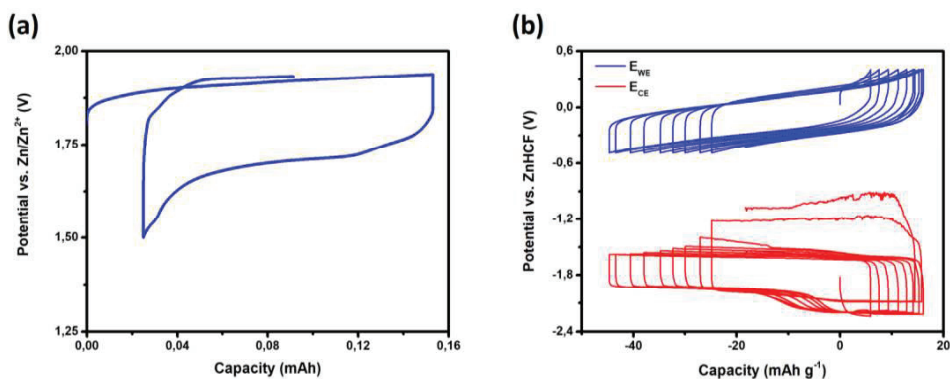 (a)
2,00
1,75
1,50
1,25
Potential vs. Zn/Zn²⁺ (V)
0,00
0,04
0,08
0,12
0,16
Capacity (mAh)
(b)
0,6
0,0
-0,6
-1,2
-1,8
-2,4
Potential vs. ZnHCF (V)
E_WE
E_CE
-40
-20
0
20
Capacity (mAh g⁻¹)